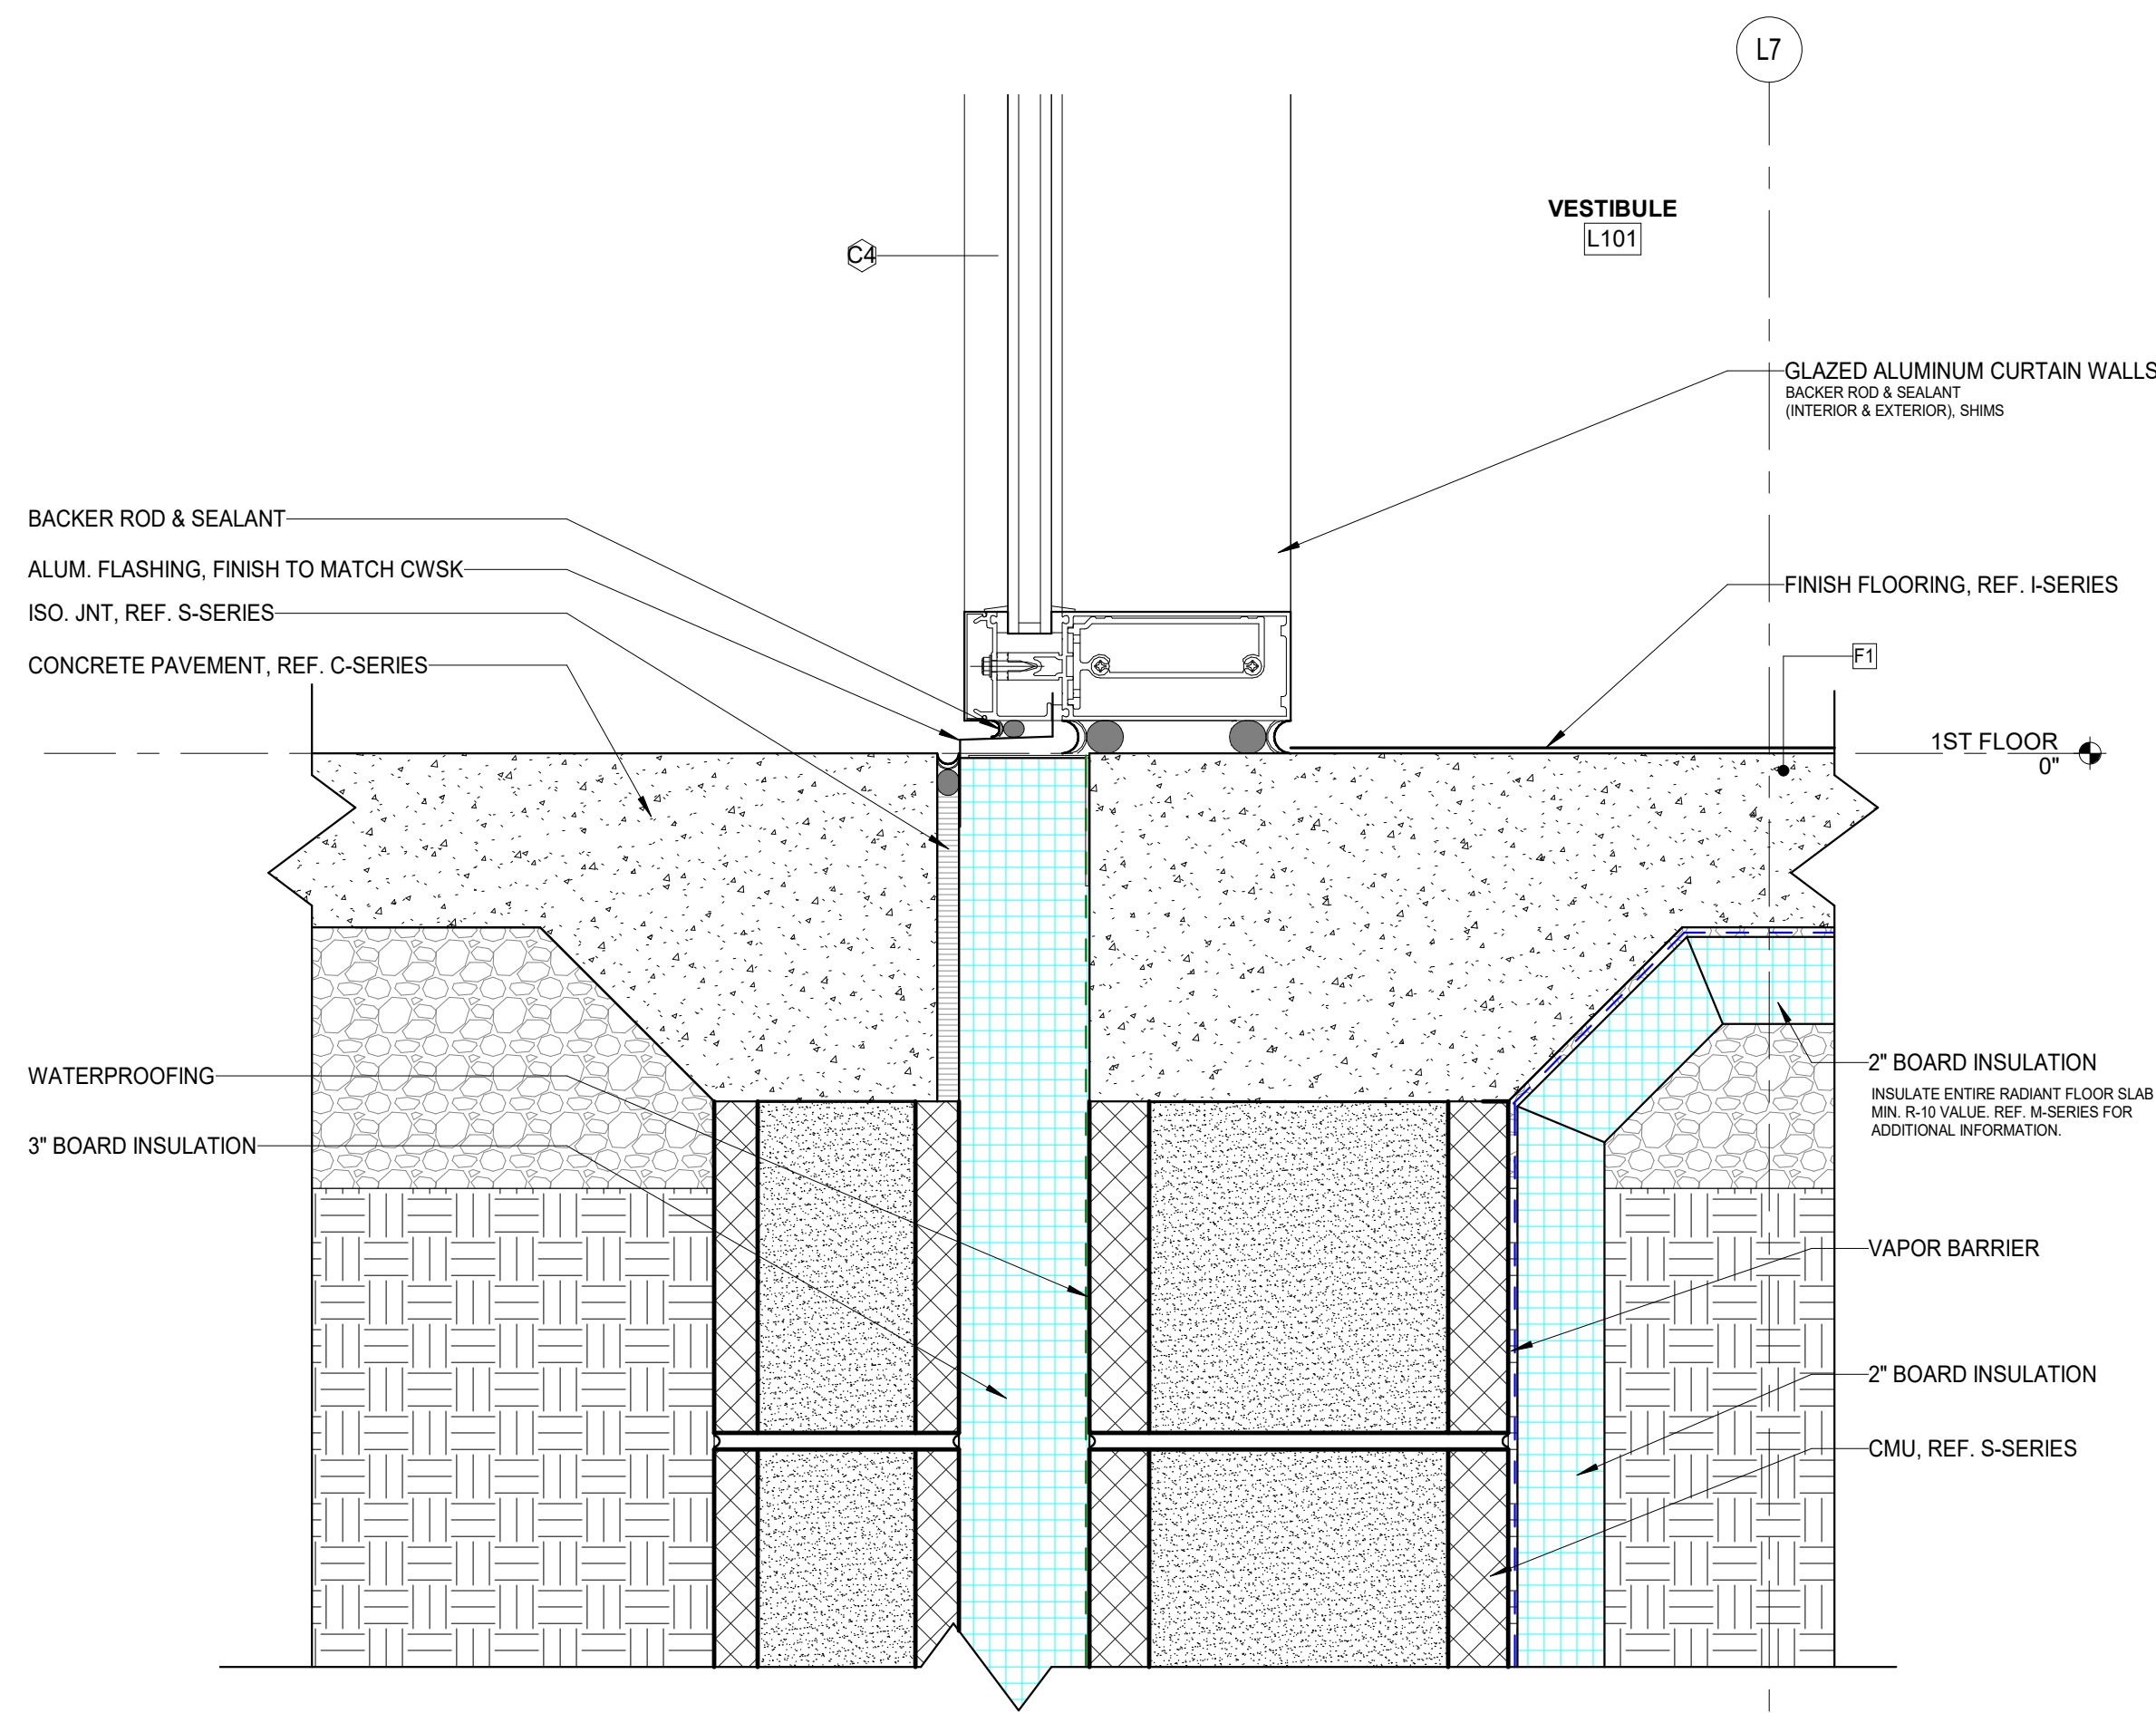 L7
VESTIBULE
L101
C4
GLAZED ALUMINUM CURTAIN WALLS
BACKER ROD & SEALANT
(INTERIOR & EXTERIOR), SHIMS
BACKER ROD & SEALANT
ALUM. FLASHING, FINISH TO MATCH CWSK
ISO. JNT, REF. S-SERIES
CONCRETE PAVEMENT, REF. C-SERIES
FINISH FLOORING, REF. I-SERIES
F1
1ST FLOOR
0"
WATERPROOFING
3" BOARD INSULATION
2" BOARD INSULATION
INSULATE ENTIRE RADIANT FLOOR SLAB
MIN. R-10 VALUE. REF. M-SERIES FOR
ADDITIONAL INFORMATION.
VAPOR BARRIER
2" BOARD INSULATION
CMU, REF. S-SERIES